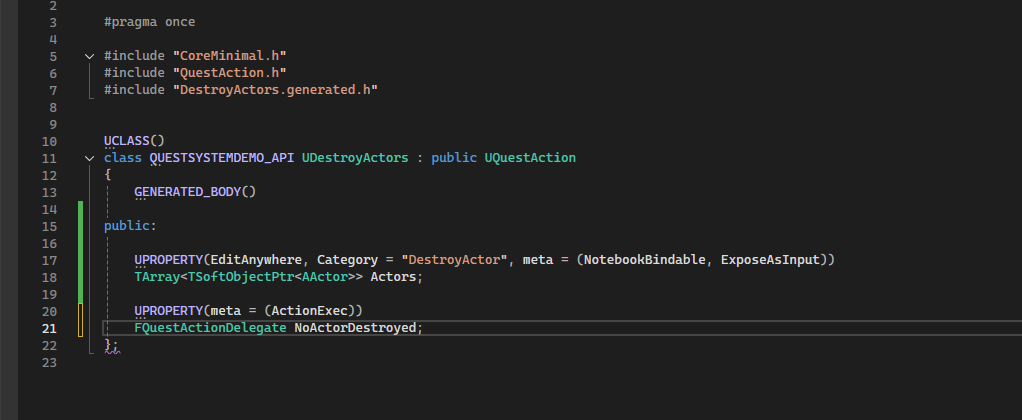 2
3 #pragma once
4
5 #include "CoreMinimal.h"
6 #include "QuestAction.h"
7 #include "DestroyActors.generated.h"
8
9
10 UCLASS()
11 class QUESTSYSTEMDEMO_API UDestroyActors : public UQuestAction
12 {
13 GENERATED_BODY()
14
15 public:
16
17 UPROPERTY(EditAnywhere, Category = "DestroyActor", meta = (NotebookBindable, ExposeAsInput))
18 TArray<TSoftObjectPtr<AActor>> Actors;
19
20 UPROPERTY(meta = (ActionExec))
21 FQuestActionDelegate NoActorDestroyed;
22 };
23